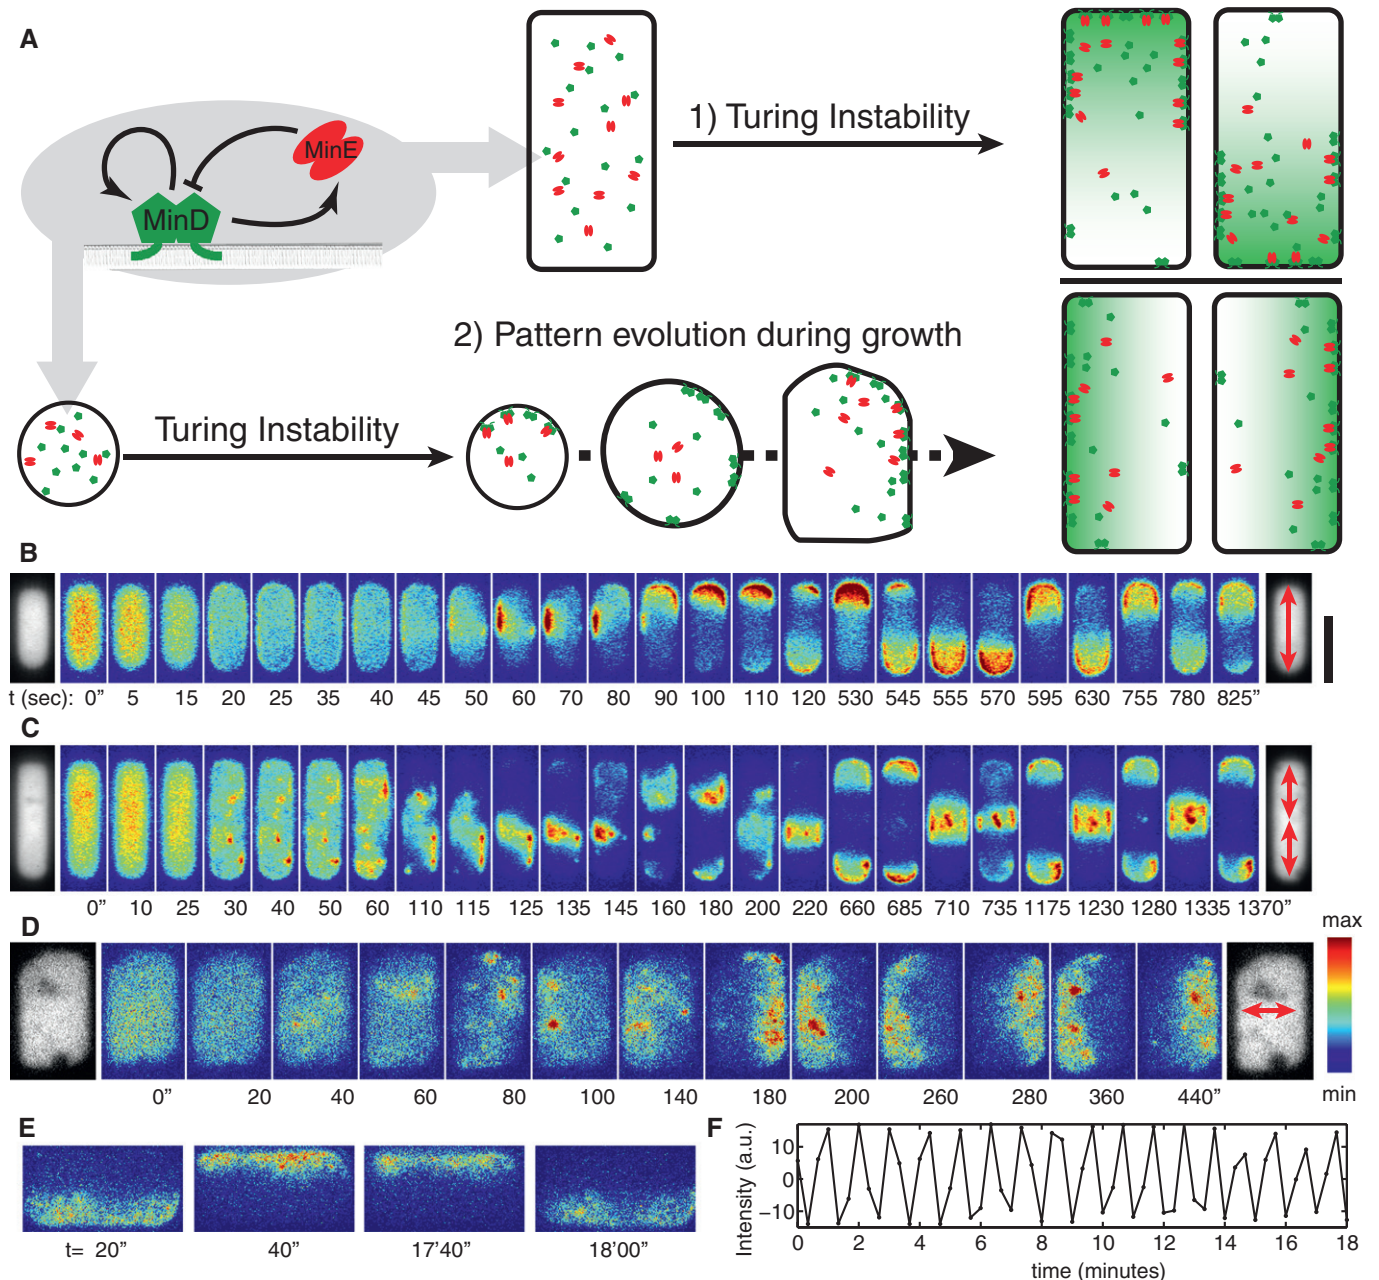 A
MinE
MinD
1) Turing Instability
2) Pattern evolution during growth
Turing Instability
B
t (sec): 0” 5 15 20 25 35 40 45 50 60 70 80 90 100 110 120 530 545 555 570 595 630 755 780 825”
C
0” 10 25 30 40 50 60 110 115 125 135 145 160 180 200 220 660 685 710 735 1175 1230 1280 1335 1370”
D
max
min
0” 20 40 60 80 100 140 180 200 260 280 360 440”
E
t= 20” 40” 17'40” 18'00”
F
Intensity (a.u.)
10
0
−10
0 2 4 6 8 10 12 14 16 18
time (minutes)